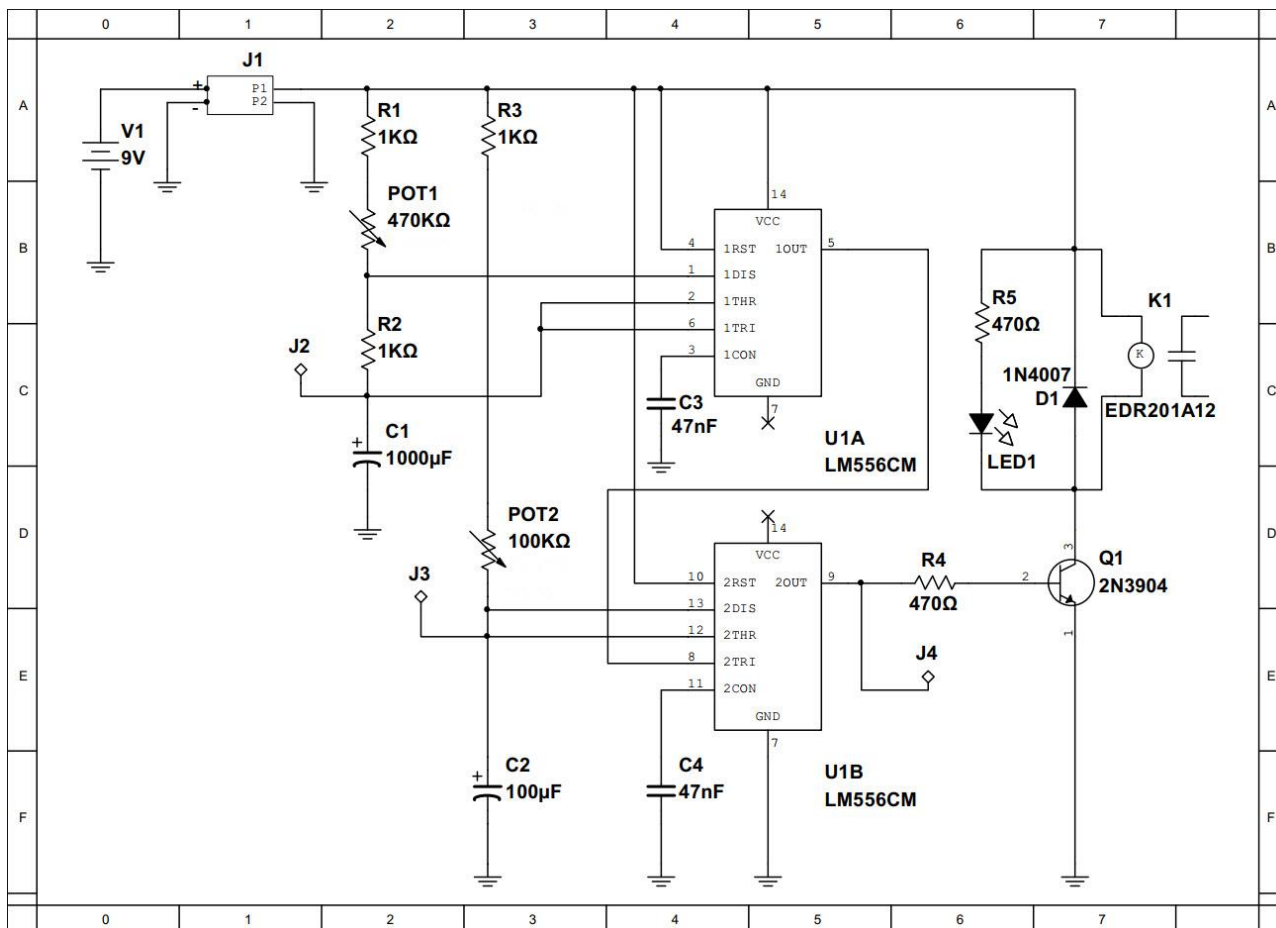 0 1 2 3 4 5 6 7
A
B
C
D
E
F
A
B
C
D
E
F
J1
+
-
P1
P2
V1
9V
R1
1KΩ
R3
1KΩ
POT1
470KΩ
R2
1KΩ
J2
+
C1
1000µF
14
VCC
4 1RST 1OUT 5
1 1DIS
2 1THR
6 1TRI
3 1CON
GND
7
C3
47nF
U1A
LM556CM
R5
470Ω
K1
K
1N4007
D1
EDR201A12
LED1
POT2
100KΩ
J3
14
VCC
10 2RST 2OUT 9
13 2DIS
12 2THR
8 2TRI
11 2CON
GND
7
R4
470Ω
2
3
1
Q1
2N3904
J4
+
C2
100µF
C4
47nF
U1B
LM556CM
0 1 2 3 4 5 6 7